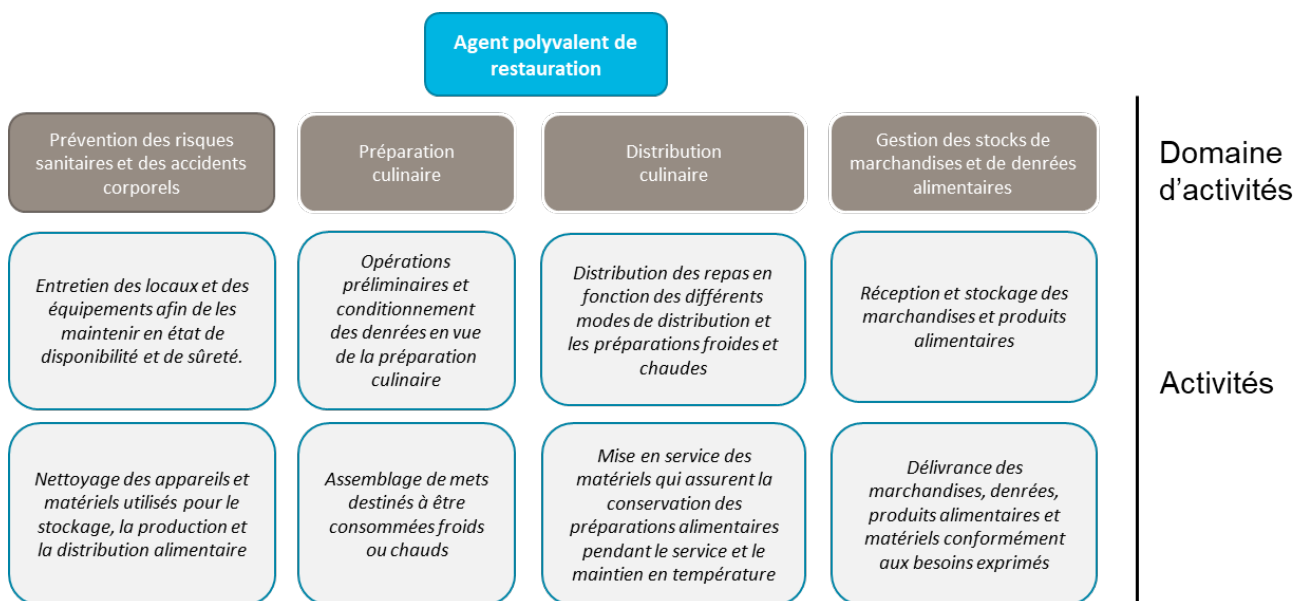 Agent polyvalent de
restauration
Prévention des risques
sanitaires et des accidents
corporels
Préparation
culinaire
Distribution
culinaire
Gestion des stocks de
marchandises et de denrées
alimentaires
Domaine
d’activités
Entretien des locaux et des
équipements afin de les
maintenir en état de
disponibilité et de sûreté.
Opérations
préliminaires et
conditionnement
des denrées en vue
de la préparation
culinaire
Distribution des repas en
fonction des différents
modes de distribution et
les préparations froides et
chaudes
Réception et stockage des
marchandises et produits
alimentaires
Activités
Nettoyage des appareils et
matériels utilisés pour le
stockage, la production et
la distribution alimentaire
Assemblage de mets
destinés à être
consommées froids
ou chauds
Mise en service des
matériels qui assurent la
conservation des
préparations alimentaires
pendant le service et le
maintien en température
Délivrance des
marchandises, denrées,
produits alimentaires et
matériels conformément
aux besoins exprimés